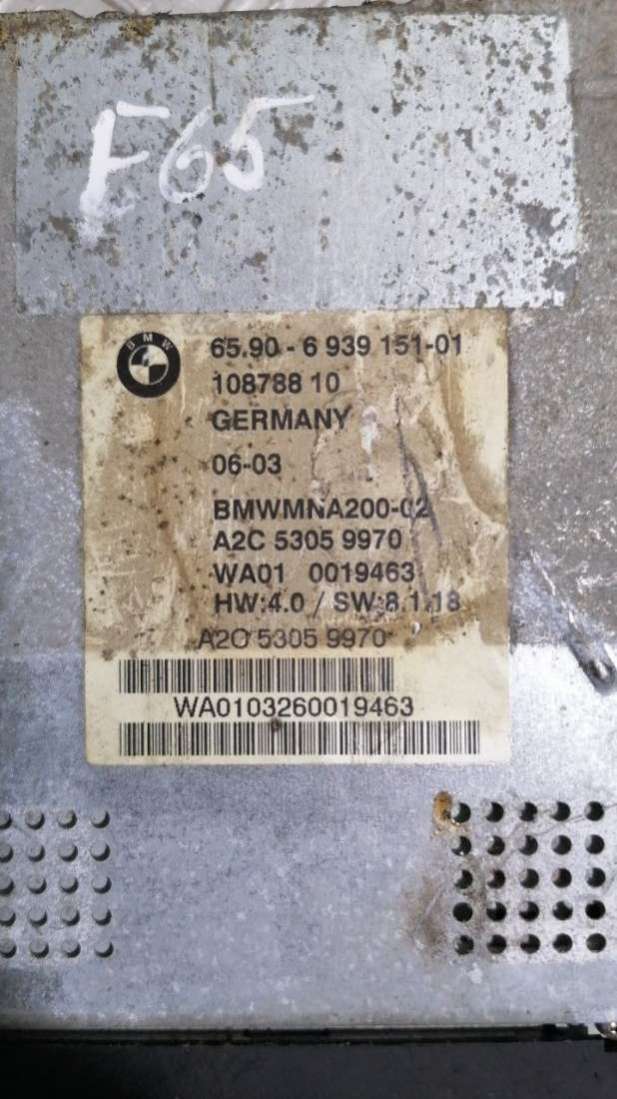 E65
BMW
65.90 - 6 939 151-01
108788 10
GERMANY
06-03
BMWMNA200-02
A2C 5305 9970
WA01 0019463
HW:4.0 / SW:8.1.18
A2C 5305 9970
WA0103260019463